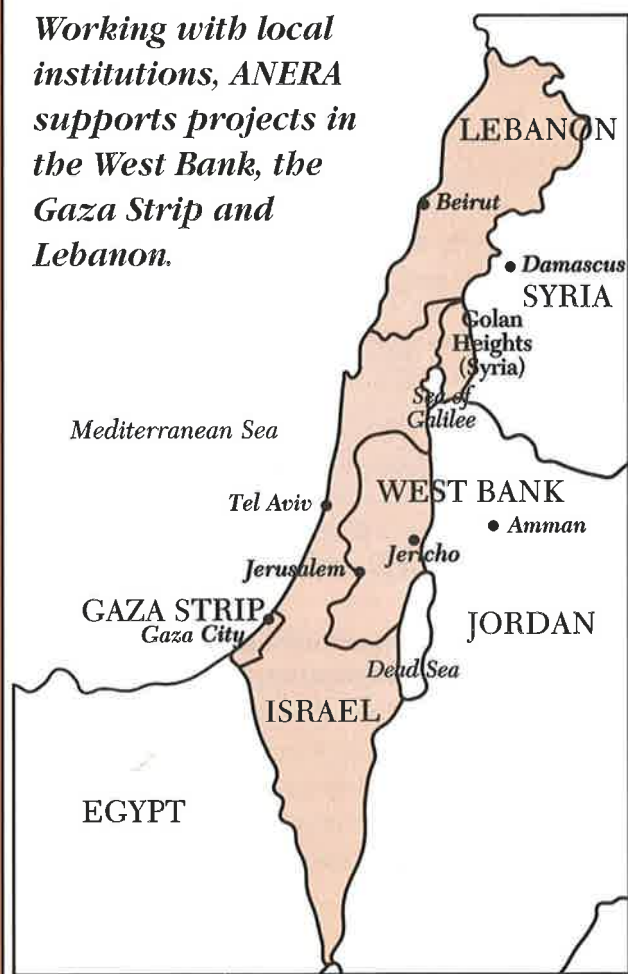 Working with local
institutions, ANERA
supports projects in
the West Bank, the
Gaza Strip and
Lebanon.
LEBANON
Beirut
Damascus
SYRIA
Golan
Heights
(Syria)
Sea of
Galilee
Mediterranean Sea
WEST BANK
Tel Aviv
Amman
Jericho
Jerusalem
GAZA STRIP
Gaza City
JORDAN
Dead Sea
ISRAEL
EGYPT